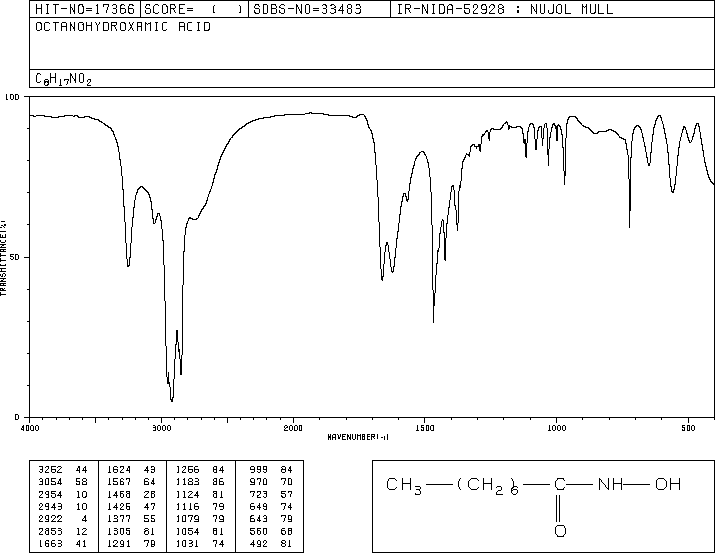 HIT-NO=17366 SCORE= ( ) SDBS-NO=33483 IR-NIDA-52928 : NUJOL MULL
OCTANOHYDROXAMIC ACID
C8H17NO2
100
50
0
TRANSMITTANCE(%)
4000 3000 2000 1500 1000 500
WAVENUMBER(-1)
3262 44 1624 43 1256 84 999 84
3054 58 1567 64 1183 86 970 70
2954 10 1468 28 1124 81 723 57
2943 10 1426 47 1116 79 649 74
2922 4 1377 55 1079 79 643 79
2853 12 1305 81 1054 81 560 68
1663 41 1291 79 1031 74 492 81
CH3—(CH2)6—C—NH—OH
O